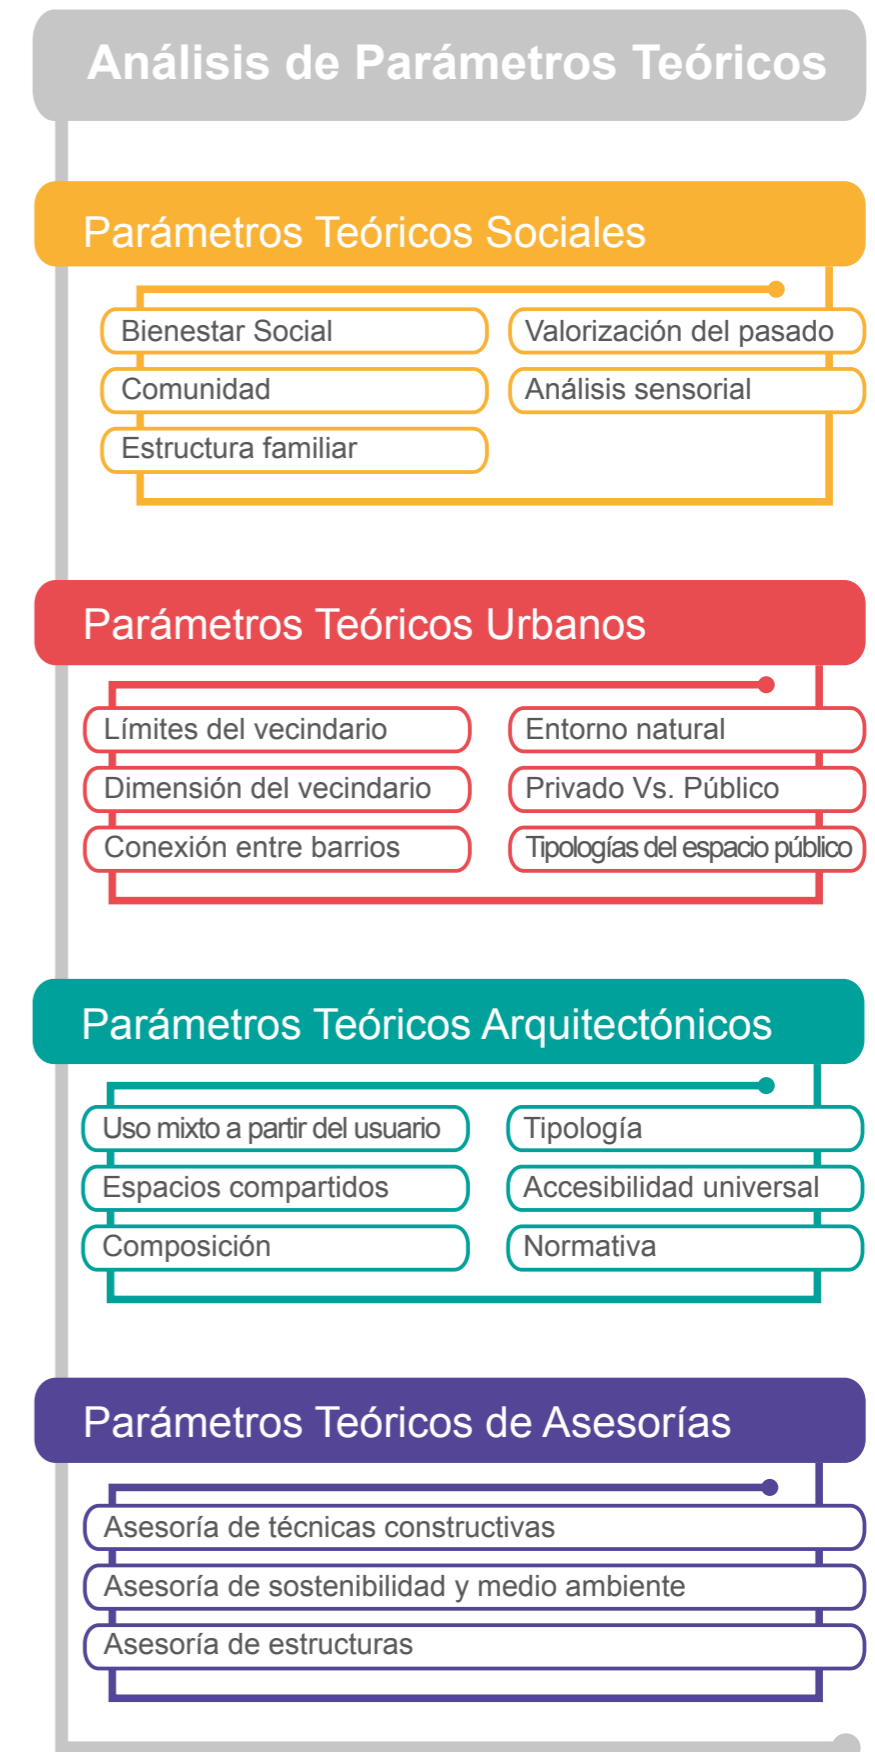 Análisis de Parámetros Teóricos
Parámetros Teóricos Sociales
Bienestar Social
Comunidad
Estructura familiar
Valorización del pasado
Análisis sensorial
Parámetros Teóricos Urbanos
Límites del vecindario
Dimensión del vecindario
Conexión entre barrios
Entorno natural
Privado Vs. Público
Tipologías del espacio público
Parámetros Teóricos Arquitectónicos
Uso mixto a partir del usuario
Espacios compartidos
Composición
Tipología
Accesibilidad universal
Normativa
Parámetros Teóricos de Asesorías
Asesoría de técnicas constructivas
Asesoría de sostenibilidad y medio ambiente
Asesoría de estructuras